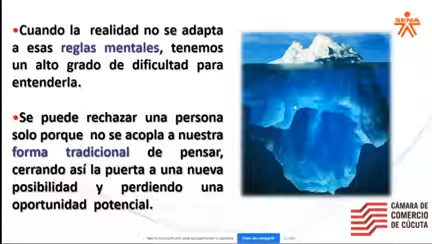 •Cuando la realidad no se adapta
a esas reglas mentales, tenemos
un alto grado de dificultad para
entenderla.
•Se puede rechazar una persona
solo porque no se acopla a nuestra
forma tradicional de pensar,
cerrando así la puerta a una nueva
posibilidad y perdiendo una
oportunidad potencial.
SENA
CÁMARA DE
COMERCIO
DE CÚCUTA